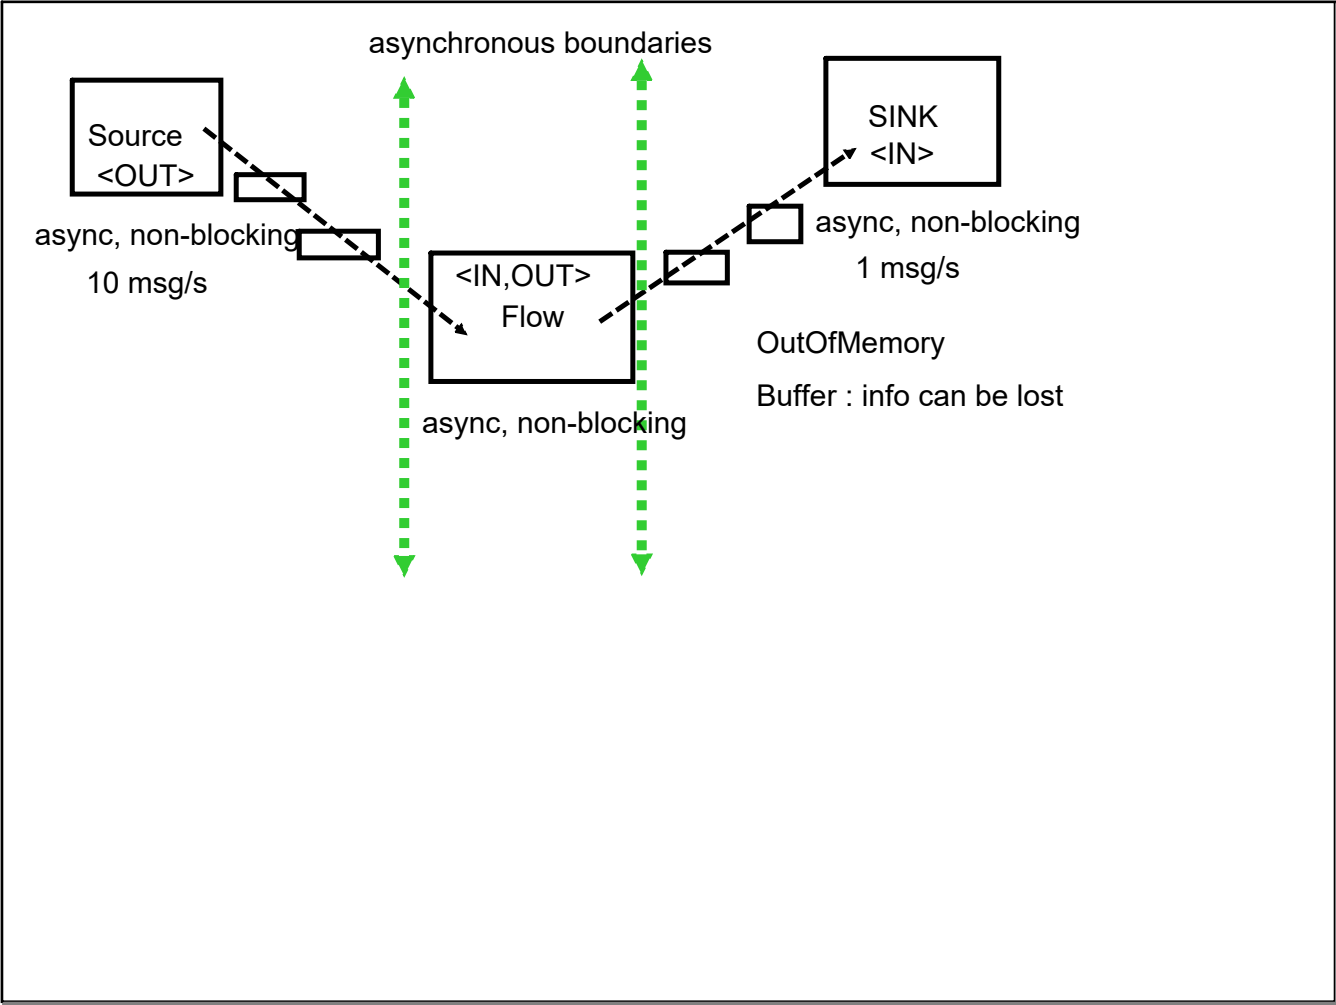 asynchronous boundaries
Source
<OUT>
async, non-blocking
10 msg/s
<IN,OUT>
Flow
async, non-blocking
SINK
<IN>
async, non-blocking
1 msg/s
OutOfMemory
Buffer : info can be lost